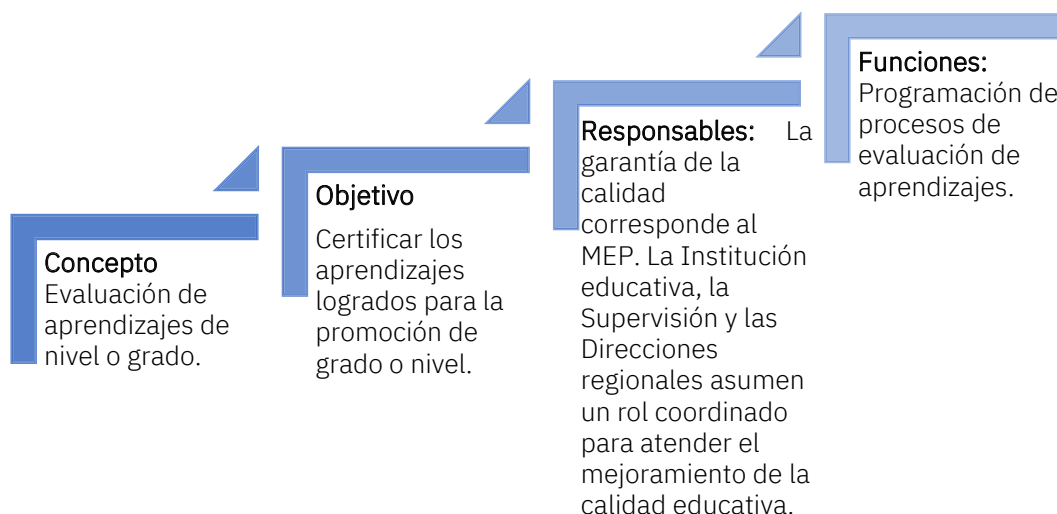 Concepto
Evaluación de
aprendizajes de
nivel o grado.
Objetivo
Certificar los
aprendizajes
logrados para la
promoción de
grado o nivel.
Responsables: La
garantía de la
calidad
corresponde al
MEP. La Institución
educativa, la
Supervisión y las
Direcciones
regionales asumen
un rol coordinado
para atender el
mejoramiento de la
calidad educativa.
Funciones:
Programación de
procesos de
evaluación de
aprendizajes.